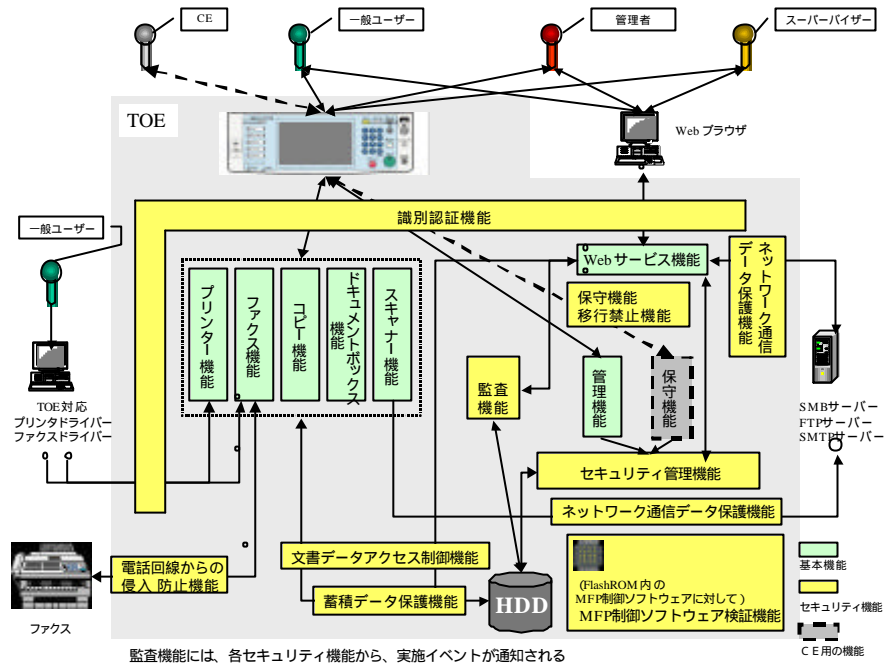 CE
一般ユーザー
管理者
スーパーバイザー
TOE
Web ブラウザ
識別認証機能
一般ユーザー
Webサービス機能
ネットワーク通信
データ保護機能
プリンター機能
ファクス機能
コピー機能
ドキュメントボックス
機能
スキャナー機能
保守機能
移行禁止機能
監査
機能
管理機能
保守機能
TOE対応
プリンタドライバー
ファクスドライバー
SMBサーバー
FTPサーバー
SMTPサーバー
セキュリティ管理機能
ネットワーク通信データ保護機能
電話回線からの
侵入 防止機能
文書データアクセス制御機能
蓄積データ保護機能
HDD
(FlashROM 内の
MFP制御ソフトウェアに対して)
MFP制御ソフトウェア検証機能
基本機能
セキュリティ機能
ＣＥ用の機能
ファクス
監査機能には、各セキュリティ機能から、実施イベントが通知される